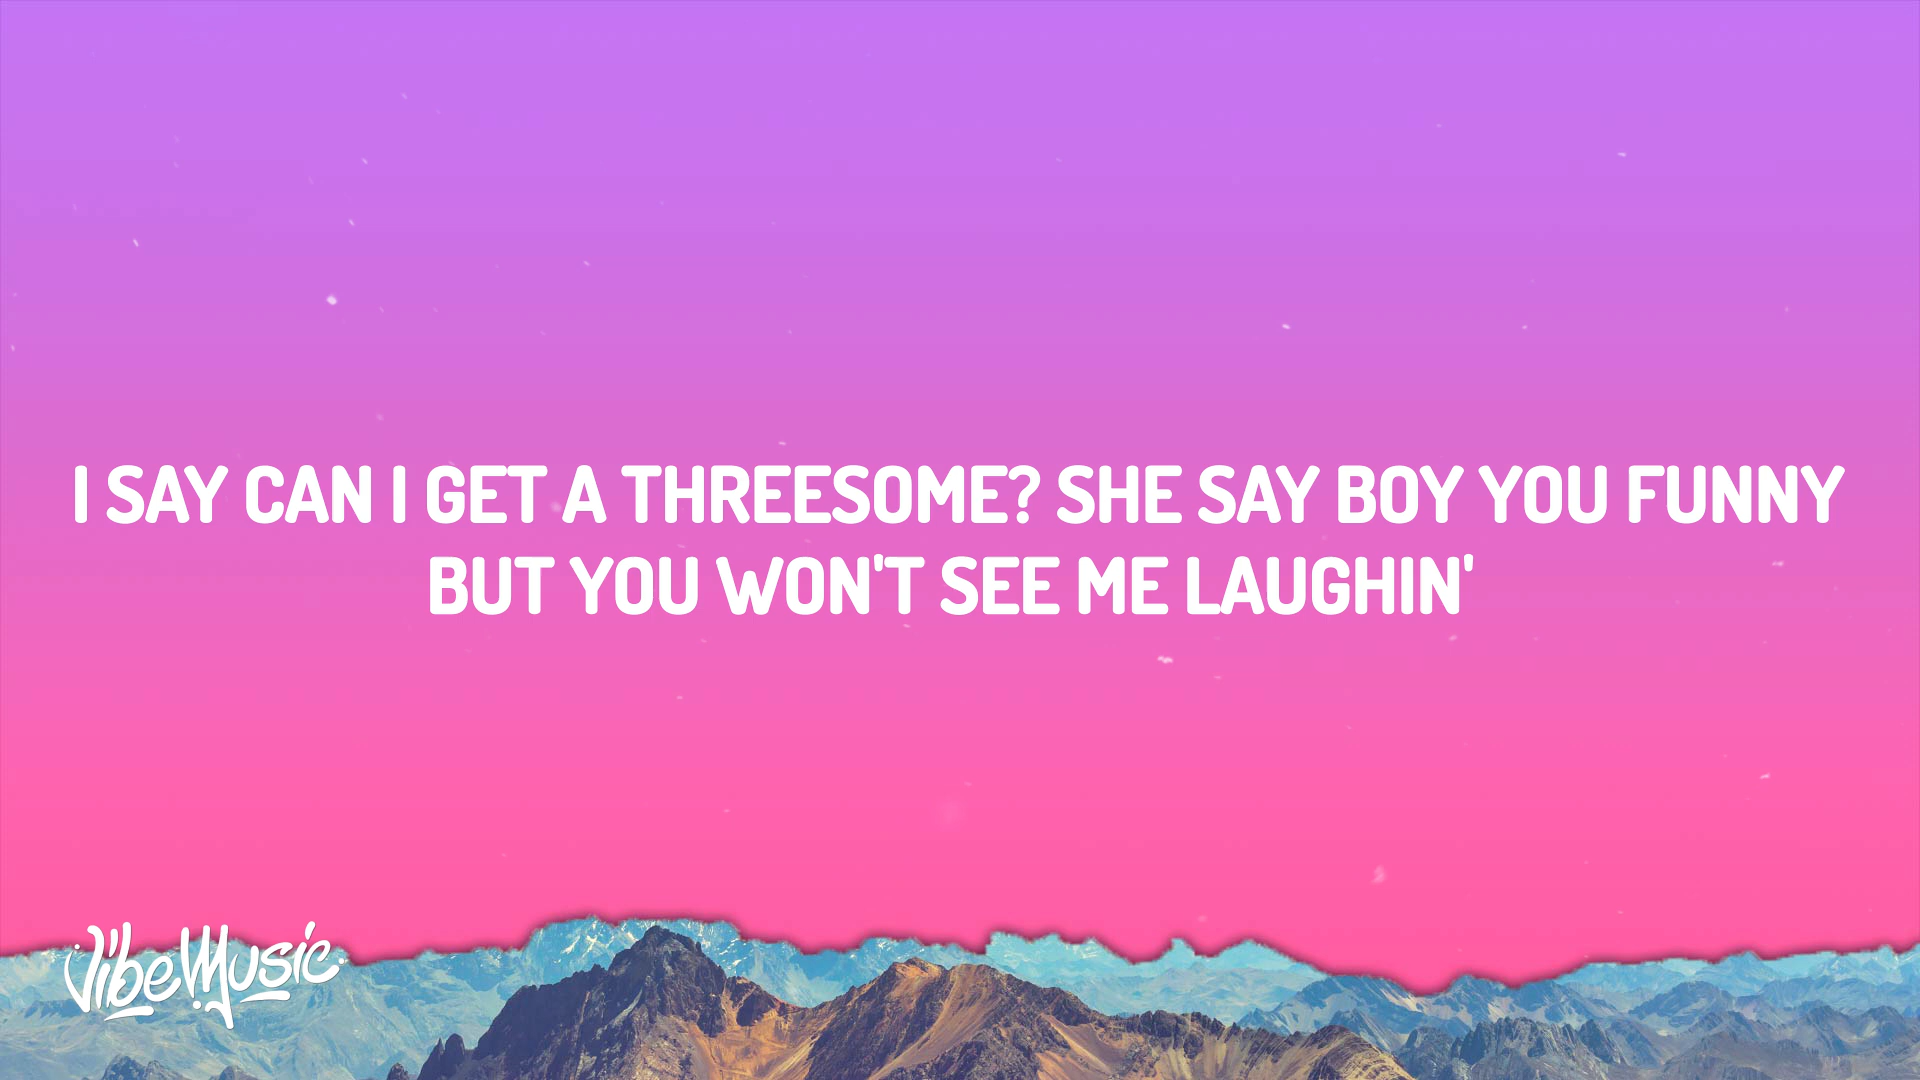 I SAY CAN I GET A THREESOME? SHE SAY BOY YOU FUNNY
BUT YOU WON'T SEE ME LAUGHIN'
VibeMusic